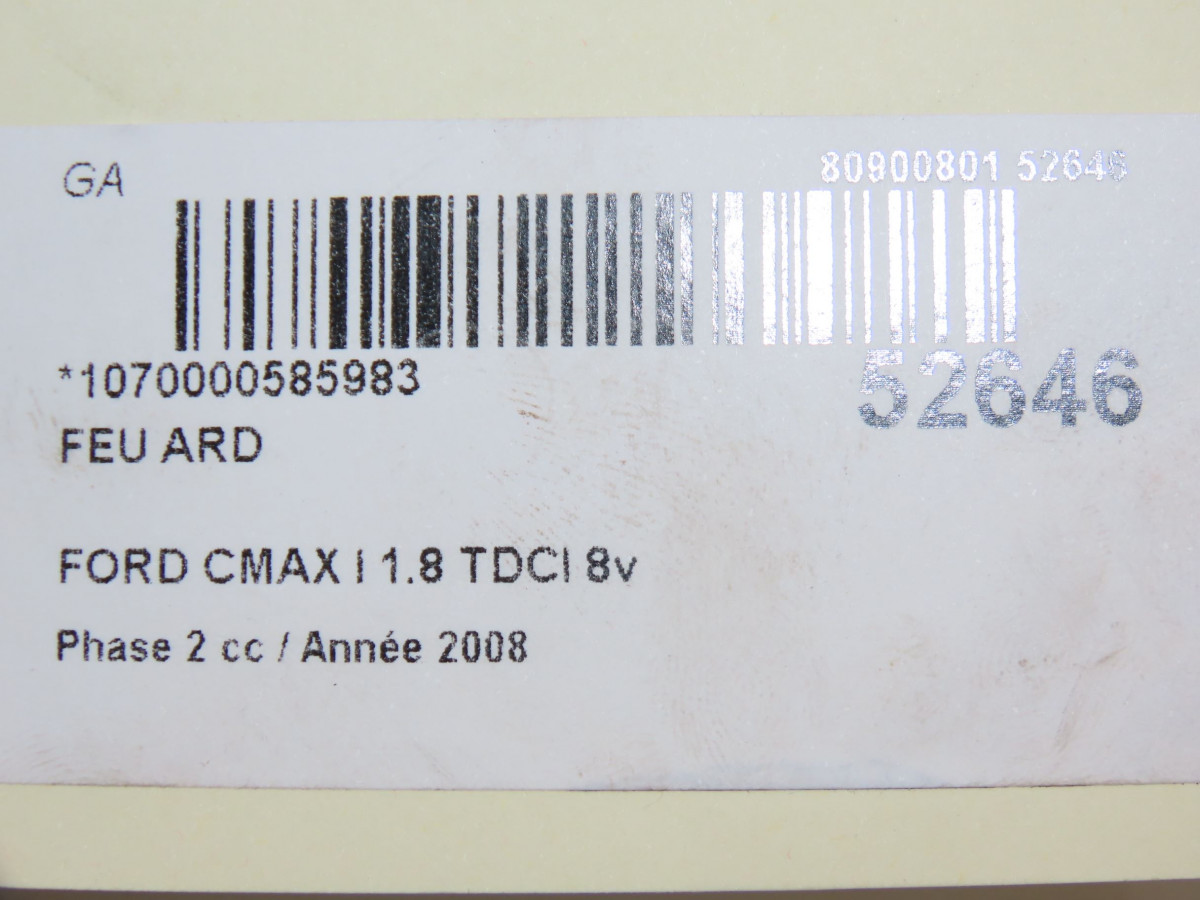 GA
80900801 52646
*1070000585983
52646
FEU ARD
FORD CMAX I 1.8 TDCI 8v
Phase 2 cc / Année 2008